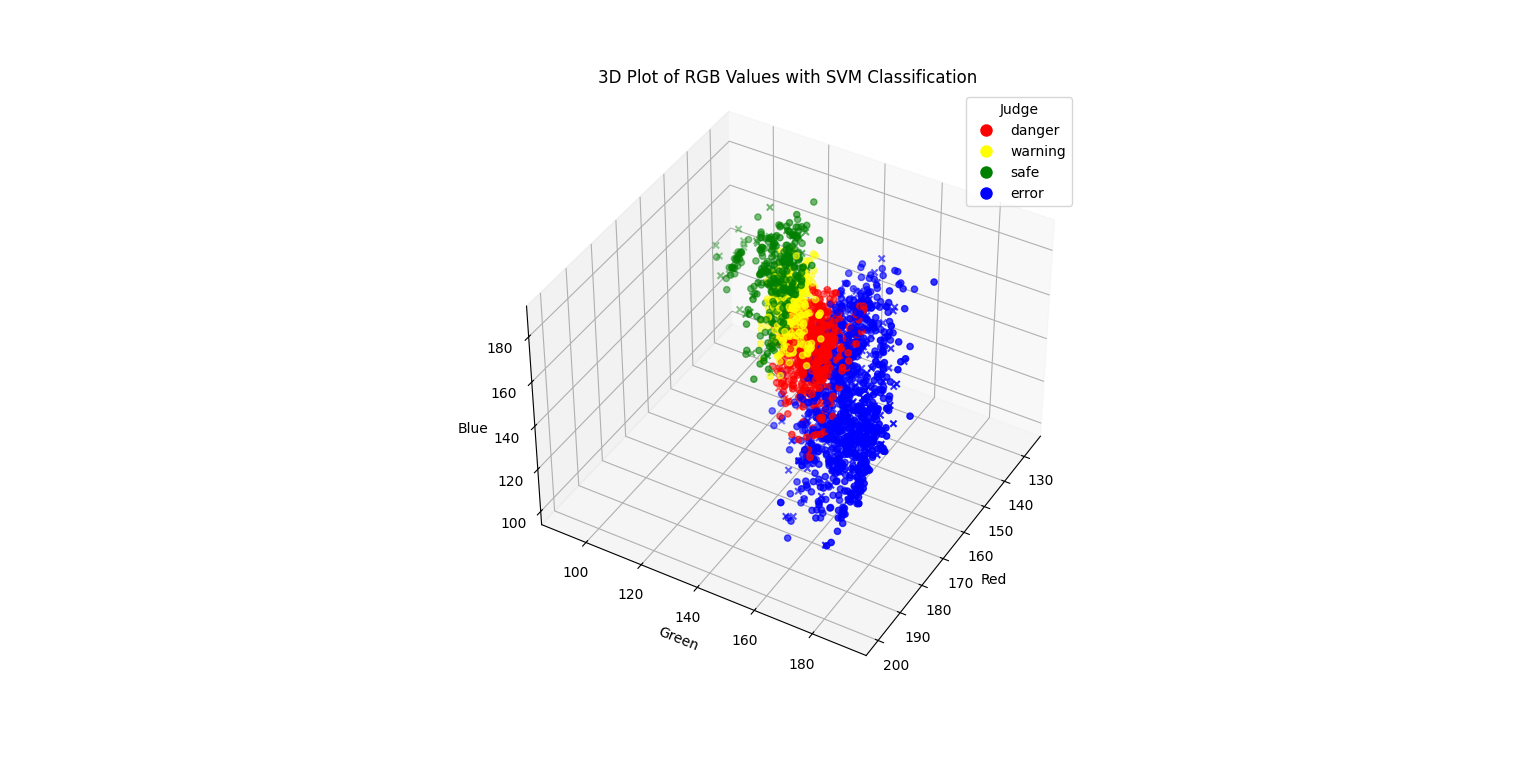 3D Plot of RGB Values with SVM Classification
Judge
danger
warning
safe
error
180
160
Blue 140
120
100
100
120
140
160
180
Green
130
140
150
160
170
180
190
200
Red